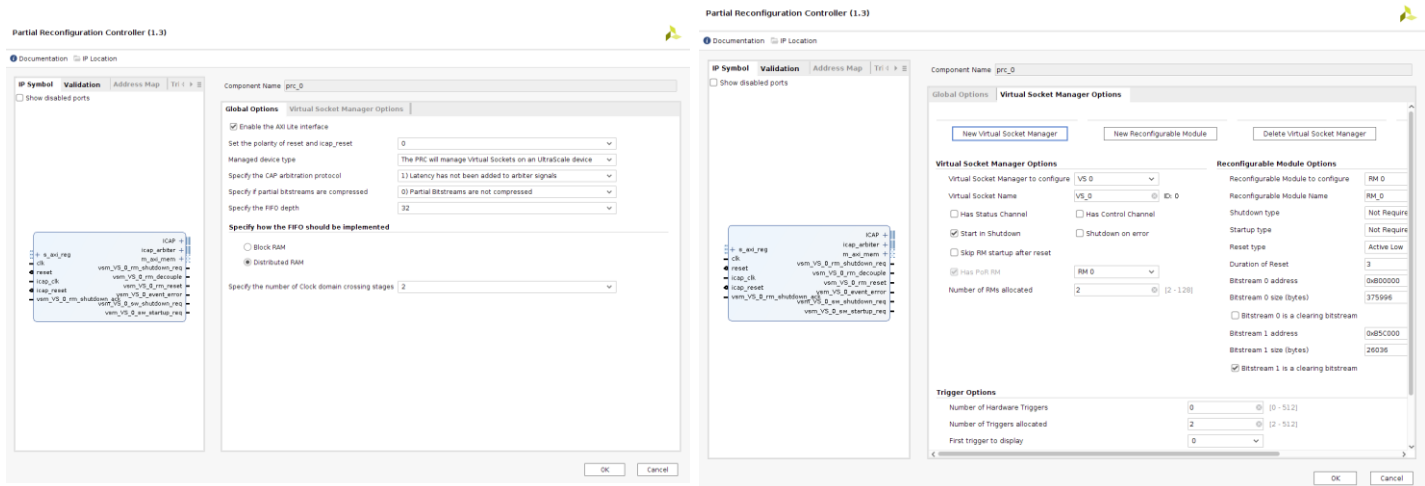 Partial Reconfiguration Controller (1.3)
Documentation IP Location
IP Symbol Validation Address Map
Show disabled ports
ICAP
icap_arbiter
s_axi_reg
m_axi_mem
clk
vsm_VS_0_rm_shutdown_req
reset
vsm_VS_0_rm_decouple
icap_clk
vsm_VS_0_rm_reset
icap_reset
vsm_VS_0_event_error
vsm_VS_0_rm_shutdown_ack
vsm_VS_0_sw_shutdown_req
vsm_VS_0_sw_startup_req
Component Name prc_0
Global Options Virtual Socket Manager Options
Enable the AXI Lite interface
Set the polarity of reset and icap_reset 0
Managed device type The PRC will manage Virtual Sockets on an UltraScale device
Specify the CAP arbitration protocol 1) Latency has not been added to arbiter signals
Specify if partial bitstreams are compressed 0) Partial Bitstreams are not compressed
Specify the FIFO depth 32
Specify how the FIFO should be implemented
Block RAM
Distributed RAM
Specify the number of Clock domain crossing stages 2
OK Cancel
Partial Reconfiguration Controller (1.3)
Documentation IP Location
IP Symbol Validation Address Map
Show disabled ports
ICAP
icap_arbiter
s_axi_reg
m_axi_mem
clk
vsm_VS_0_rm_shutdown_req
reset
vsm_VS_0_rm_decouple
icap_clk
vsm_VS_0_rm_reset
icap_reset
vsm_VS_0_event_error
vsm_VS_0_rm_shutdown_ack
vsm_VS_0_sw_shutdown_req
vsm_VS_0_sw_startup_req
Component Name prc_0
Global Options Virtual Socket Manager Options
New Virtual Socket Manager New Reconfigurable Module Delete Virtual Socket Manager
Virtual Socket Manager Options
Virtual Socket Manager to configure VS 0
Virtual Socket Name VS_0 ID: 0
Has Status Channel Has Control Channel
Start in Shutdown Shutdown on error
Skip RM startup after reset
Has PoR RM RM 0
Number of RMs allocated 2 [2 - 128]
Reconfigurable Module Options
Reconfigurable Module to configure RM 0
Reconfigurable Module Name RM_0
Shutdown type Not Require
Startup type Not Require
Reset type Active Low
Duration of Reset 3
Bitstream 0 address 0xB00000
Bitstream 0 size (bytes) 375996
Bitstream 0 is a clearing bitstream
Bitstream 1 address 0xB5C000
Bitstream 1 size (bytes) 26036
Bitstream 1 is a clearing bitstream
Trigger Options
Number of Hardware Triggers 0 [0 - 512]
Number of Triggers allocated 2 [2 - 512]
First trigger to display 0
OK Cancel